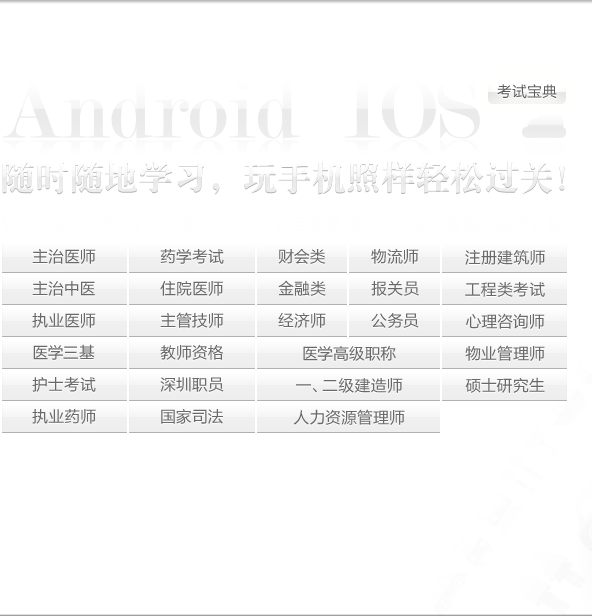 考试宝典
Android IOS
随时随地学习，玩手机照样轻松过关!
主治医师 药学考试 财会类 物流师 注册建筑师
主治中医 住院医师 金融类 报关员 工程类考试
执业医师 主管技师 经济师 公务员 心理咨询师
医学三基 教师资格 医学高级职称 物业管理师
护士考试 深圳职员 一、二级建造师 硕士研究生
执业药师 国家司法 人力资源管理师